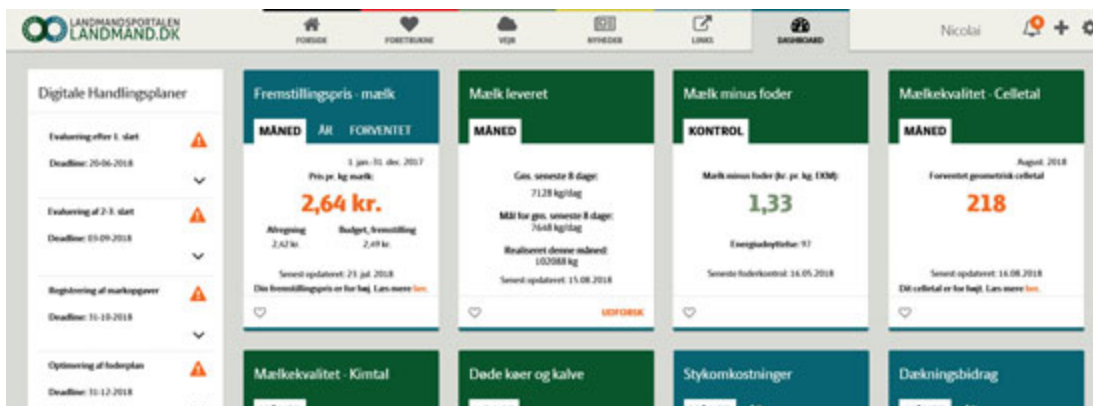 LANDMANDSPORTALEN
LANDMAND.DK
FORSIDE
FORETRUKNE
VEJR
NYHEDER
LINKS
DASHBOARD
Nicolai
Digitale Handlingsplaner
Evaluering efter 1. slæt
Deadline: 20-06-2018
Evaluering af 2-3. slæt
Deadline: 03-09-2018
Registrering af markopgaver
Deadline: 31-10-2018
Optimering af foderplan
Deadline: 31-12-2018
Fremstillingspris - mælk
MÅNED ÅR FORVENTET
1. jan-31. dec. 2017
Pris pr. kg mælk:
2,64 kr.
Afregning Budget, fremstilling
2,42 kr. 2,49 kr.
Senest opdateret: 23. jul. 2018
Din fremstillingspris er for høj. Læs mere her.
Mælk leveret
MÅNED
Gns. seneste 8 dage:
7128 kg/dag
Mål for gns. seneste 8 dage:
7648 kg/dag
Realiseret denne måned:
102088 kg
Senest opdateret: 15.08.2018
UDFORSK
Mælk minus foder
KONTROL
Mælk minus foder (kr. pr. kg. EKM):
1,33
Energiudnyttelse: 97
Seneste foderkontrol: 16.05.2018
Mælkekvalitet - Celletal
MÅNED
August. 2018
Forventet geometrisk celletal
218
Senest opdateret: 16.08.2018
Dit celletal er for højt. Læs mere her.
Mælkekvalitet - Kimtal
Døde køer og kalve
Stykomkostninger
Dækningsbidrag